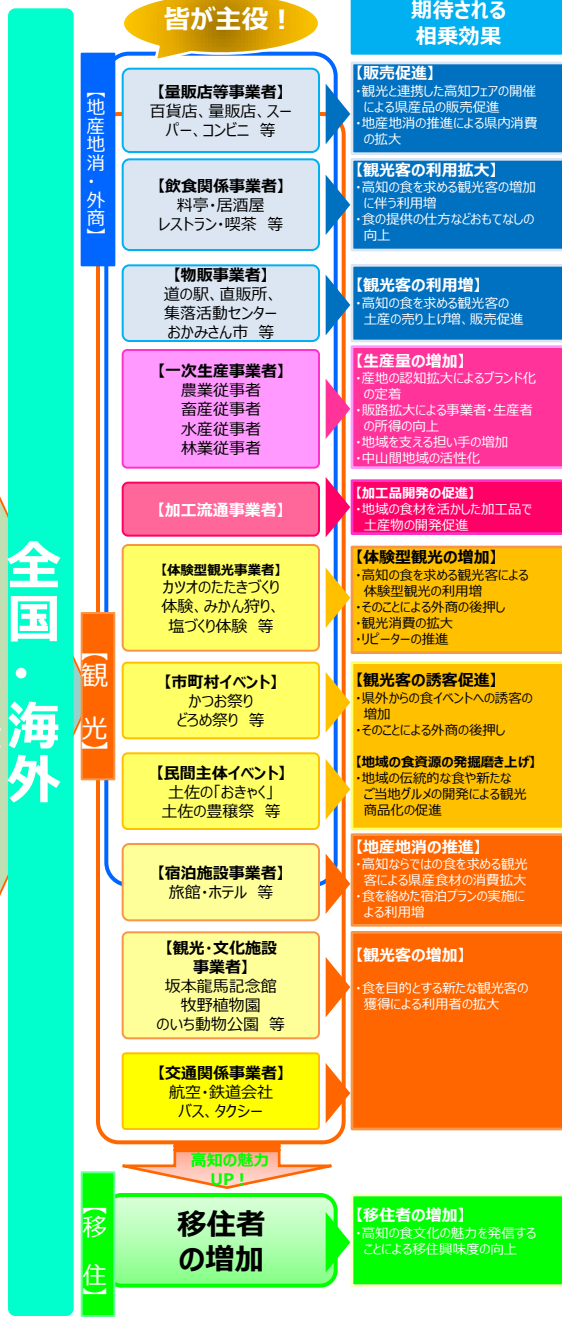 皆が主役！
期待される
相乗効果
全国・海外
【地産地消・外商】
【量販店等事業者】
百貨店、量販店、スー
パー、コンビニ 等
【販売促進】
・観光と連携した高知フェアの開催
による県産品の販売促進
・地産地消の推進による県内消費
の拡大
【飲食関係事業者】
料亭・居酒屋
レストラン・喫茶 等
【観光客の利用拡大】
・高知の食を求める観光客の増加
に伴う利用増
・食の提供の仕方などおもてなしの
向上
【物販事業者】
道の駅、直販所、
集落活動センター
おかみさん市 等
【観光客の利用増】
・高知の食を求める観光客の
土産の売り上げ増、販売促進
【一次生産事業者】
農業従事者
畜産従事者
水産従事者
林業従事者
【生産量の増加】
・産地の認知拡大によるブランド化
の定着
・販路拡大による事業者・生産者
の所得の向上
・地域を支える担い手の増加
・中山間地域の活性化
【加工流通事業者】
【加工品開発の促進】
・地域の食材を活かした加工品で
土産物の開発促進
【観光】
【体験型観光事業者】
カツオのたたきづくり
体験、みかん狩り、
塩づくり体験 等
【体験型観光の増加】
・高知の食を求める観光客による
体験型観光の利用増
・そのことによる外商の後押し
・観光消費の拡大
・リピーターの推進
【市町村イベント】
かつお祭り
どろめ祭り 等
【観光客の誘客促進】
・県外からの食イベントへの誘客の
増加
・そのことによる外商の後押し
【民間主体イベント】
土佐の「おきゃく」
土佐の豊穣祭 等
【地域の食資源の発掘磨き上げ】
・地域の伝統的な食や新たな
ご当地グルメの開発による観光
商品化の促進
【宿泊施設事業者】
旅館・ホテル 等
【地産地消の推進】
・高知ならではの食を求める観光
客による県産食材の消費拡大
・食を絡めた宿泊プランの実施に
よる利用増
【観光・文化施設
事業者】
坂本龍馬記念館
牧野植物園
のいち動物公園 等
【観光客の増加】
・食を目的とする新たな観光客の
獲得による利用者の拡大
【交通関係事業者】
航空・鉄道会社
バス、タクシー
高知の魅力
UP！
【移住】
移住者
の増加
【移住者の増加】
・高知の食文化の魅力を発信する
ことによる移住興味度の向上